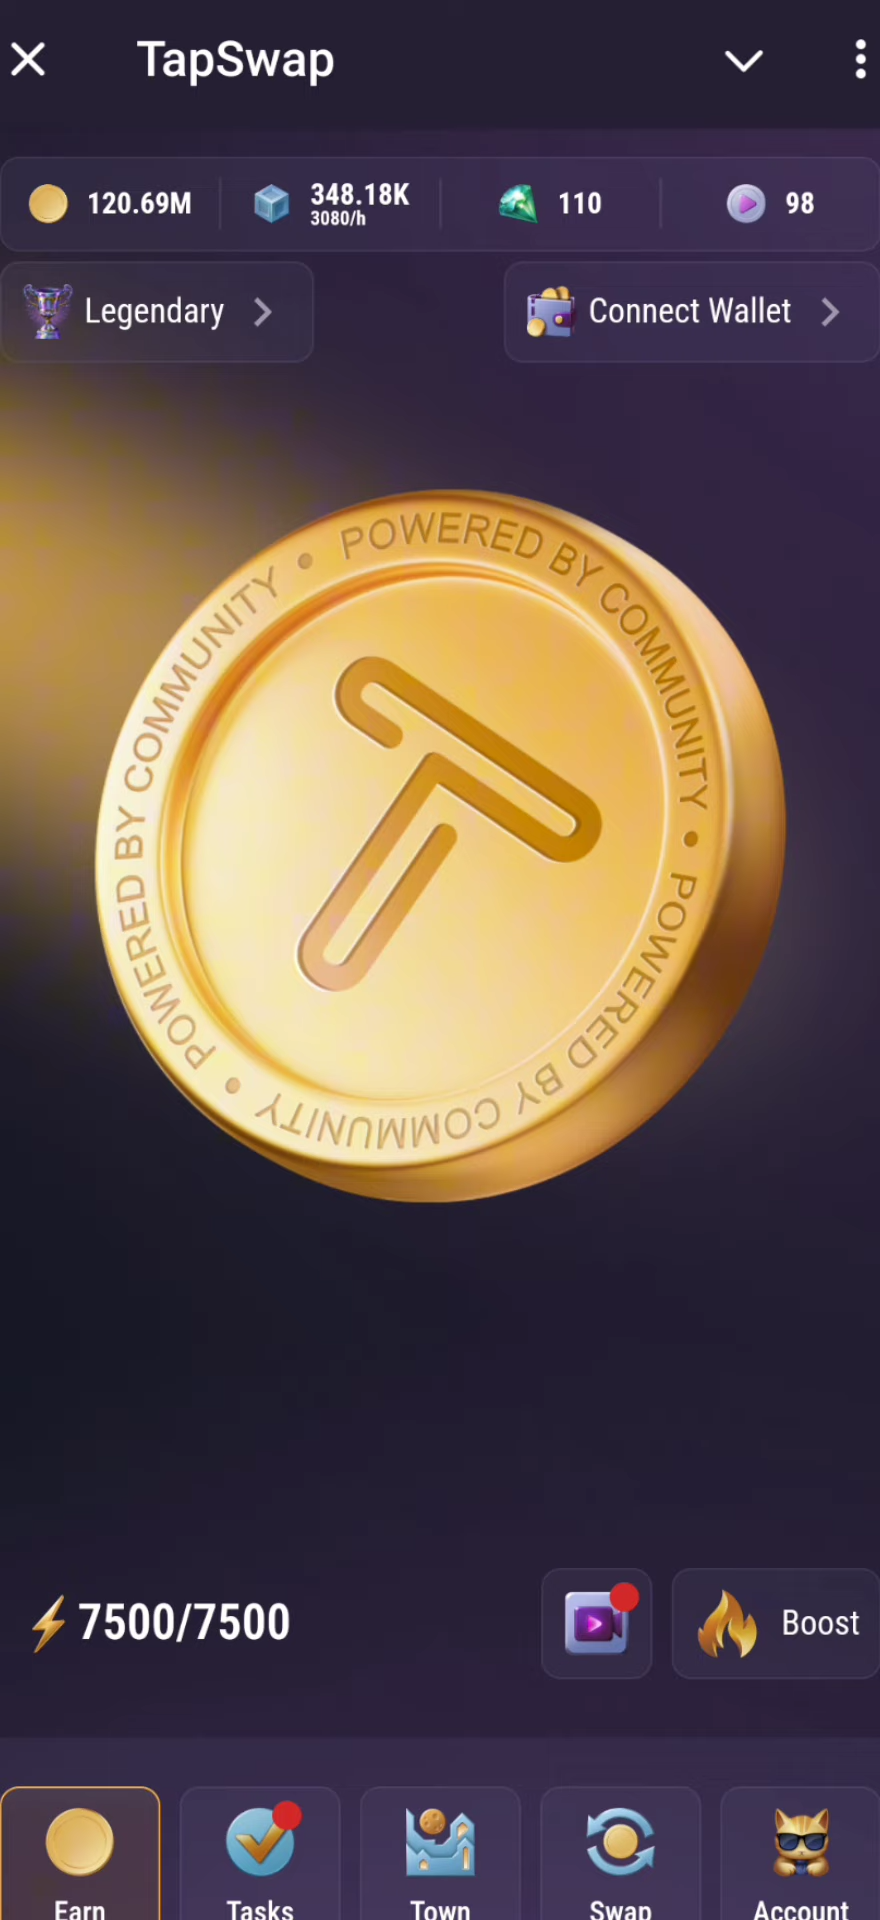 TapSwap
120.69M
348.18K
3080/h
110
98
Legendary
Connect Wallet
POWERED BY COMMUNITY • POWERED BY COMMUNITY • POWERED BY COMMUNITY •
7500/7500
Boost
Earn
Tasks
Town
Swap
Account